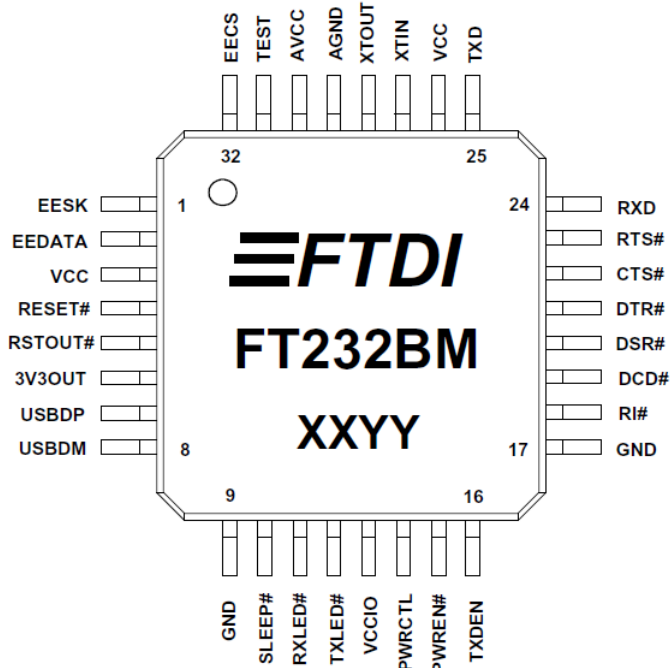 EECS TEST AVCC AGND XTOUT XTIN VCC TXD
32 25
EESK 1 24 RXD
EEDATA RTS#
VCC CTS#
RESET# DTR#
RSTOUT# DSR#
3V3OUT DCD#
USBDP RI#
USBDM 8 17 GND
FTDI
FT232BM
XXYY
9 16
GND SLEEP# RXLED# TXLED# VCCIO PWRCTL PWREN# TXDEN